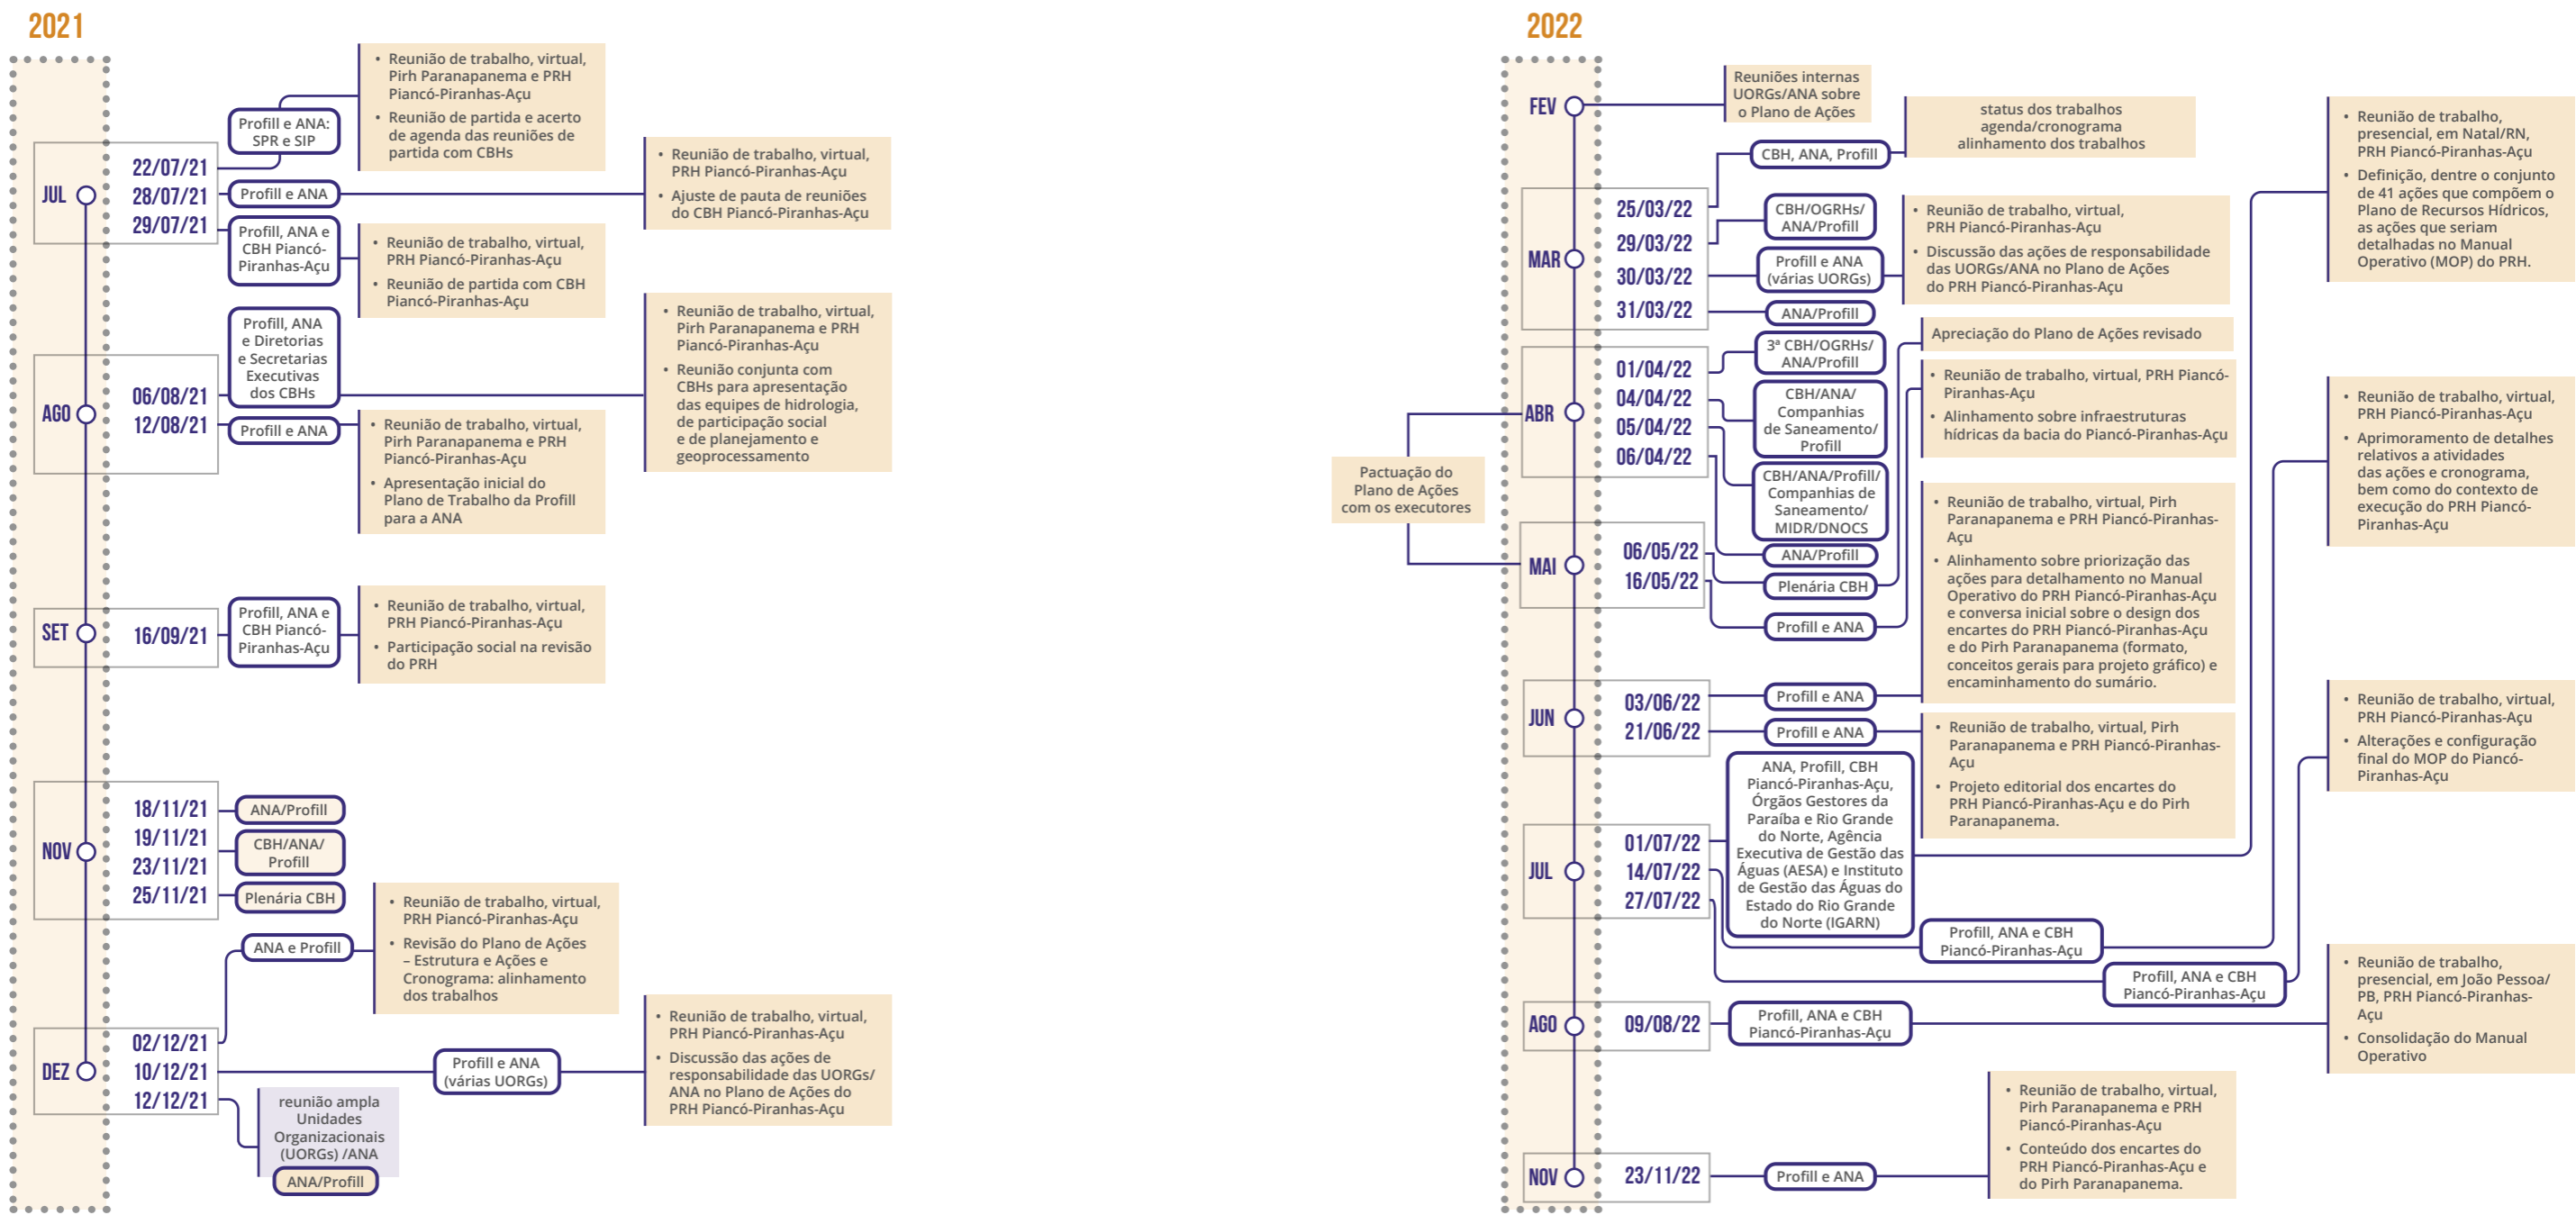 2021
JUL
22/07/21
28/07/21
29/07/21
Profill e ANA:
SPR e SIP
• Reunião de trabalho, virtual,
Pirh Paranapanema e PRH
Piancó-Piranhas-Açu
• Reunião de partida e acerto
de agenda das reuniões de
partida com CBHs
Profill e ANA
• Reunião de trabalho, virtual,
PRH Piancó-Piranhas-Açu
• Ajuste de pauta de reuniões
do CBH Piancó-Piranhas-Açu
Profill, ANA e
CBH Piancó-
Piranhas-Açu
• Reunião de trabalho, virtual,
PRH Piancó-Piranhas-Açu
• Reunião de partida com CBH
Piancó-Piranhas-Açu
AGO
06/08/21
12/08/21
Profill, ANA
e Diretorias
e Secretarias
Executivas
dos CBHs
• Reunião de trabalho, virtual,
Pirh Paranapanema e PRH
Piancó-Piranhas-Açu
• Reunião conjunta com
CBHs para apresentação
das equipes de hidrologia,
de participação social
e de planejamento e
geoprocessamento
Profill e ANA
• Reunião de trabalho, virtual,
Pirh Paranapanema e PRH
Piancó-Piranhas-Açu
• Apresentação inicial do
Plano de Trabalho da Profill
para a ANA
SET
16/09/21
Profill, ANA e
CBH Piancó-
Piranhas-Açu
• Reunião de trabalho, virtual,
PRH Piancó-Piranhas-Açu
• Participação social na revisão
do PRH
NOV
18/11/21
19/11/21
23/11/21
25/11/21
ANA/Profill
CBH/ANA/
Profill
Plenária CBH
DEZ
02/12/21
10/12/21
12/12/21
ANA e Profill
• Reunião de trabalho, virtual,
PRH Piancó-Piranhas-Açu
• Revisão do Plano de Ações
– Estrutura e Ações e
Cronograma: alinhamento
dos trabalhos
Profill e ANA
(várias UORGs)
• Reunião de trabalho, virtual,
PRH Piancó-Piranhas-Açu
• Discussão das ações de
responsabilidade das UORGs/
ANA no Plano de Ações do
PRH Piancó-Piranhas-Açu
reunião ampla
Unidades
Organizacionais
(UORGs) /ANA
ANA/Profill
2022
FEV
Reuniões internas
UORGs/ANA sobre
o Plano de Ações
MAR
25/03/22
29/03/22
30/03/22
31/03/22
CBH, ANA, Profill
status dos trabalhos
agenda/cronograma
alinhamento dos trabalhos
CBH/OGRHs/
ANA/Profill
Profill e ANA
(várias UORGs)
• Reunião de trabalho, virtual,
PRH Piancó-Piranhas-Açu
• Discussão das ações de responsabilidade
das UORGs/ANA no Plano de Ações
do PRH Piancó-Piranhas-Açu
ANA/Profill
Pactuação do
Plano de Ações
com os executores
ABR
01/04/22
04/04/22
05/04/22
06/04/22
3ª CBH/OGRHs/
ANA/Profill
CBH/ANA/
Companhias
de Saneamento/
Profill
CBH/ANA/Profill/
Companhias de
Saneamento/
MIDR/DNOCS
ANA/Profill
MAI
06/05/22
16/05/22
Plenária CBH
Apreciação do Plano de Ações revisado
Profill e ANA
• Reunião de trabalho, virtual, PRH Piancó-
Piranhas-Açu
• Alinhamento sobre infraestruturas
hídricas da bacia do Piancó-Piranhas-Açu
JUN
03/06/22
21/06/22
Profill e ANA
• Reunião de trabalho, virtual, Pirh
Paranapanema e PRH Piancó-Piranhas-
Açu
• Alinhamento sobre priorização das
ações para detalhamento no Manual
Operativo do PRH Piancó-Piranhas-Açu
e conversa inicial sobre o design dos
encartes do PRH Piancó-Piranhas-Açu
e do Pirh Paranapanema (formato,
conceitos gerais para projeto gráfico) e
encaminhamento do sumário.
Profill e ANA
• Reunião de trabalho, virtual, Pirh
Paranapanema e PRH Piancó-Piranhas-
Açu
• Projeto editorial dos encartes do
PRH Piancó-Piranhas-Açu e do Pirh
Paranapanema.
JUL
01/07/22
14/07/22
27/07/22
ANA, Profill, CBH
Piancó-Piranhas-Açu,
Órgãos Gestores da
Paraíba e Rio Grande
do Norte, Agência
Executiva de Gestão das
Águas (AESA) e Instituto
de Gestão das Águas do
Estado do Rio Grande
do Norte (IGARN)
• Reunião de trabalho,
presencial, em Natal/RN,
PRH Piancó-Piranhas-Açu
• Definição, dentre o conjunto
de 41 ações que compõem o
Plano de Recursos Hídricos,
as ações que seriam
detalhadas no Manual
Operativo (MOP) do PRH.
Profill, ANA e CBH
Piancó-Piranhas-Açu
• Reunião de trabalho, virtual,
PRH Piancó-Piranhas-Açu
• Aprimoramento de detalhes
relativos a atividades
das ações e cronograma,
bem como do contexto de
execução do PRH Piancó-
Piranhas-Açu
Profill, ANA e CBH
Piancó-Piranhas-Açu
• Reunião de trabalho, virtual,
PRH Piancó-Piranhas-Açu
• Alterações e configuração
final do MOP do Piancó-
Piranhas-Açu
AGO
09/08/22
Profill, ANA e CBH
Piancó-Piranhas-Açu
• Reunião de trabalho,
presencial, em João Pessoa/
PB, PRH Piancó-Piranhas-
Açu
• Consolidação do Manual
Operativo
NOV
23/11/22
Profill e ANA
• Reunião de trabalho, virtual,
Pirh Paranapanema e PRH
Piancó-Piranhas-Açu
• Conteúdo dos encartes do
PRH Piancó-Piranhas-Açu e
do Pirh Paranapanema.